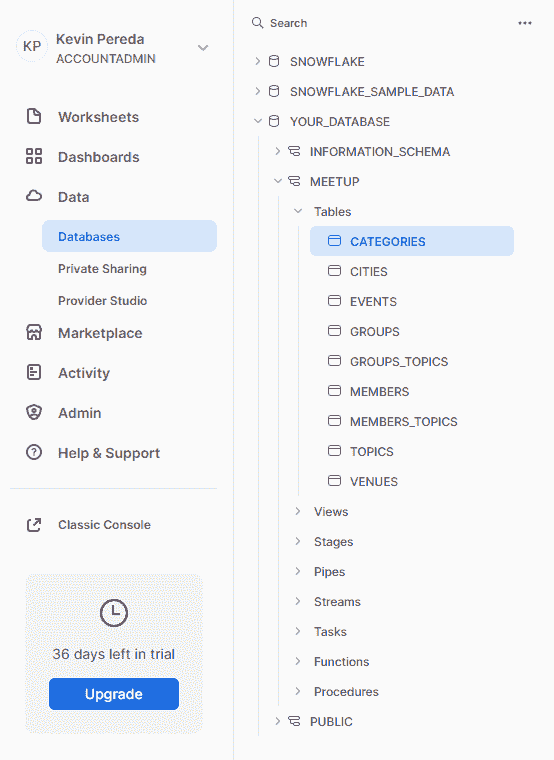 KP
Kevin Pereda
ACCOUNTADMIN
Worksheets
Dashboards
Data
Databases
Private Sharing
Provider Studio
Marketplace
Activity
Admin
Help & Support
Classic Console
36 days left in trial
Upgrade
Search
SNOWFLAKE
SNOWFLAKE_SAMPLE_DATA
YOUR_DATABASE
INFORMATION_SCHEMA
MEETUP
Tables
CATEGORIES
CITIES
EVENTS
GROUPS
GROUPS_TOPICS
MEMBERS
MEMBERS_TOPICS
TOPICS
VENUES
Views
Stages
Pipes
Streams
Tasks
Functions
Procedures
PUBLIC